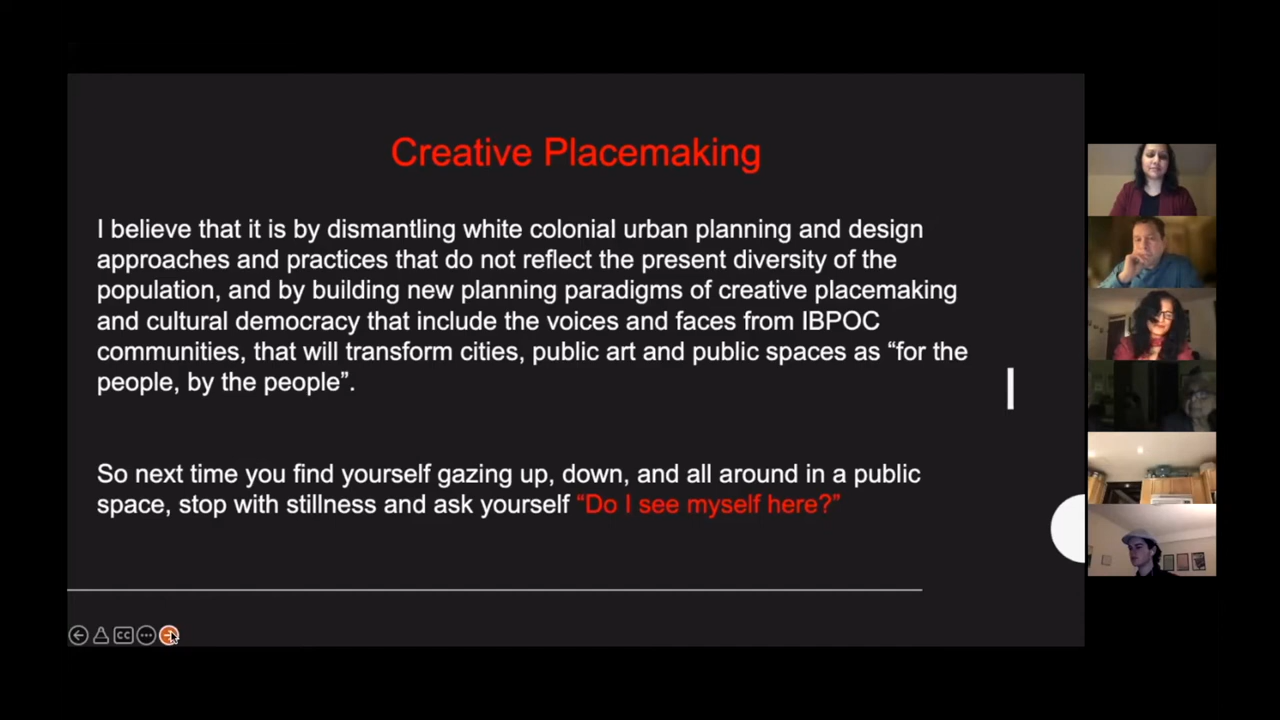 Creative Placemaking
I believe that it is by dismantling white colonial urban planning and design
approaches and practices that do not reflect the present diversity of the
population, and by building new planning paradigms of creative placemaking
and cultural democracy that include the voices and faces from IBPOC
communities, that will transform cities, public art and public spaces as “for the
people, by the people”.
So next time you find yourself gazing up, down, and all around in a public
space, stop with stillness and ask yourself “Do I see myself here?”
CC